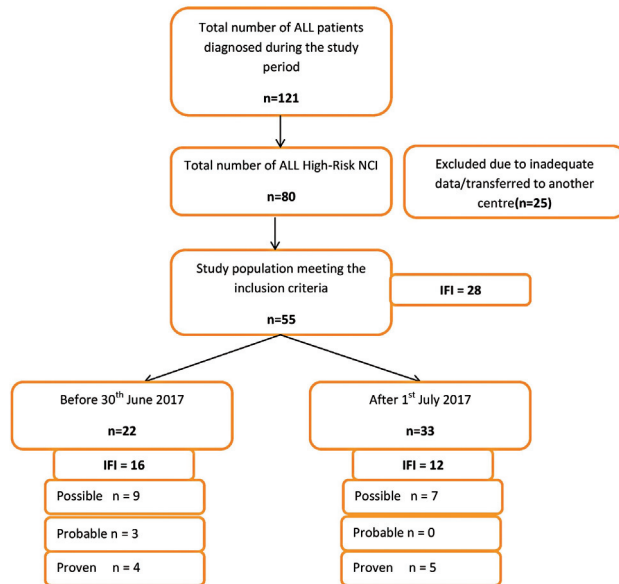 Total number of ALL patients
diagnosed during the study
period
n=121
Total number of ALL High-Risk NCI
n=80
Excluded due to inadequate
data/transferred to another
centre(n=25)
Study population meeting the
inclusion criteria
n=55
IFI = 28
Before 30th June 2017
n=22
IFI = 16
Possible n = 9
Probable n = 3
Proven n = 4
After 1st July 2017
n=33
IFI = 12
Possible n = 7
Probable n = 0
Proven n = 5